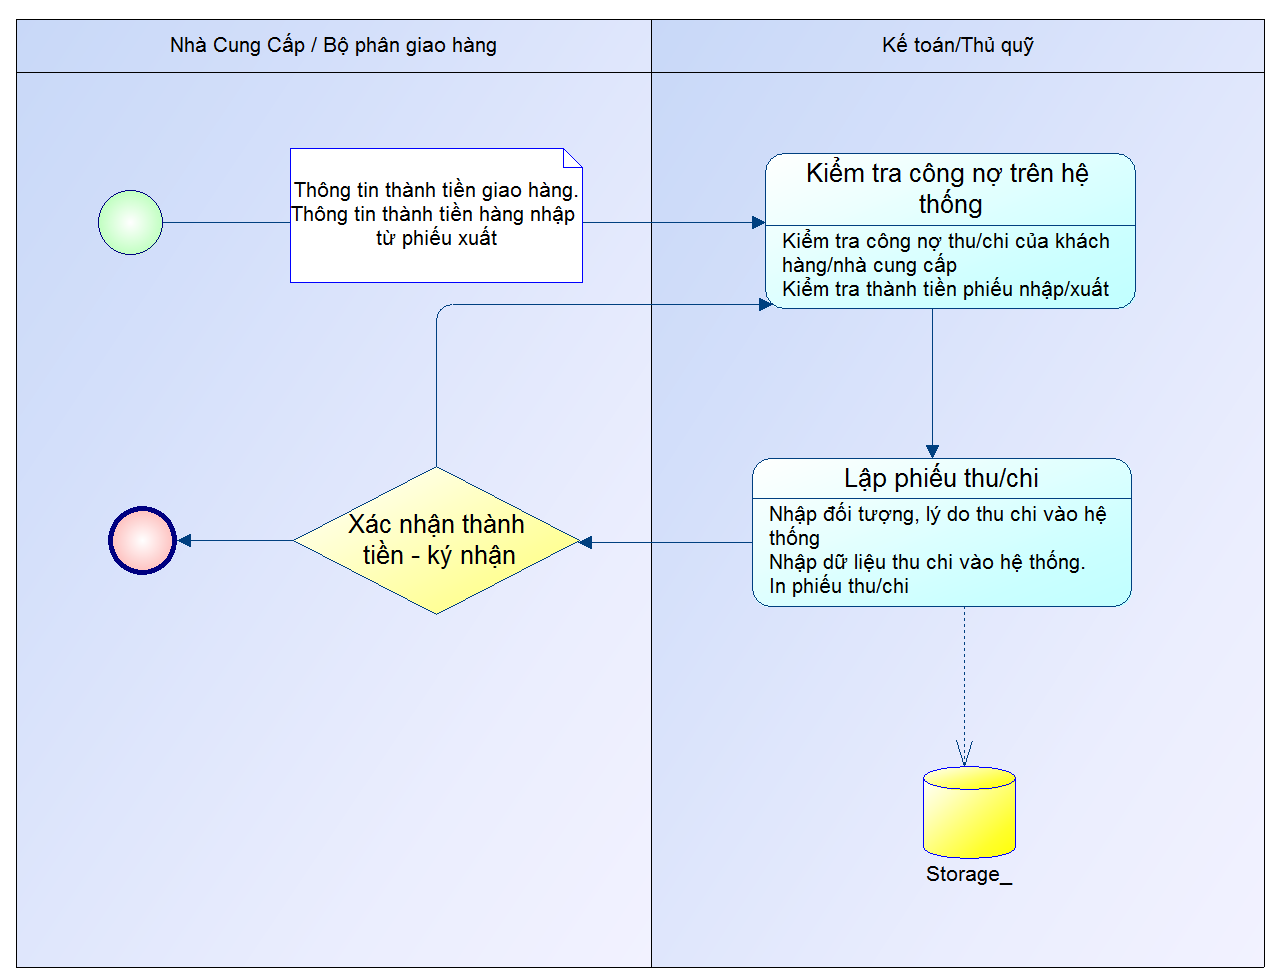 Nhà Cung Cấp / Bộ phân giao hàng
Kế toán/Thủ quỹ
Thông tin thành tiền giao hàng.
Thông tin thành tiền hàng nhập
từ phiếu xuất
Kiểm tra công nợ trên hệ
thống
Kiểm tra công nợ thu/chi của khách
hàng/nhà cung cấp
Kiểm tra thành tiền phiếu nhập/xuất
Xác nhận thành
tiền - ký nhận
Lập phiếu thu/chi
Nhập đối tượng, lý do thu chi vào hệ
thống
Nhập dữ liệu thu chi vào hệ thống.
In phiếu thu/chi
Storage_